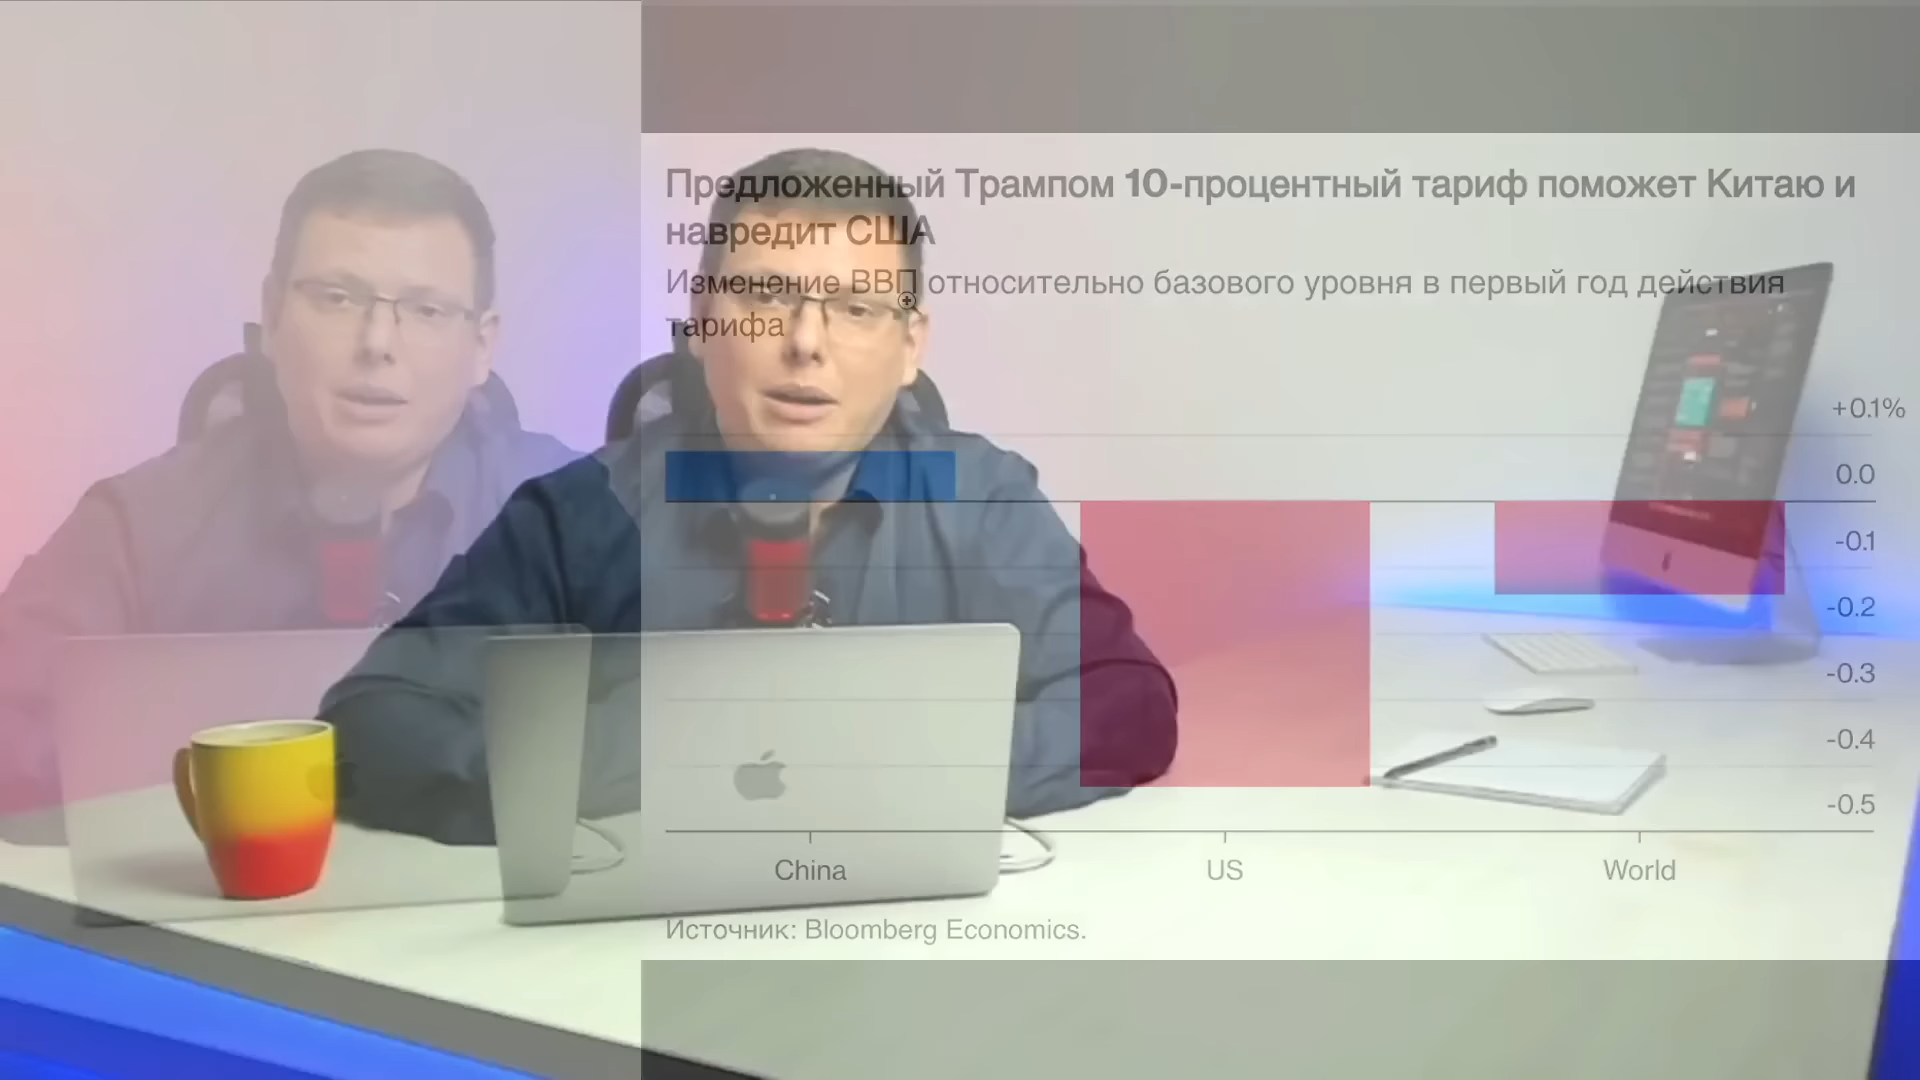 Предложенный Трампом 10-процентный тариф поможет Китаю и
навредит США
Изменение ВВП относительно базового уровня в первый год действия
тарифа
+0.1%
0.0
-0.1
-0.2
-0.3
-0.4
-0.5
China
US
World
Источник: Bloomberg Economics.